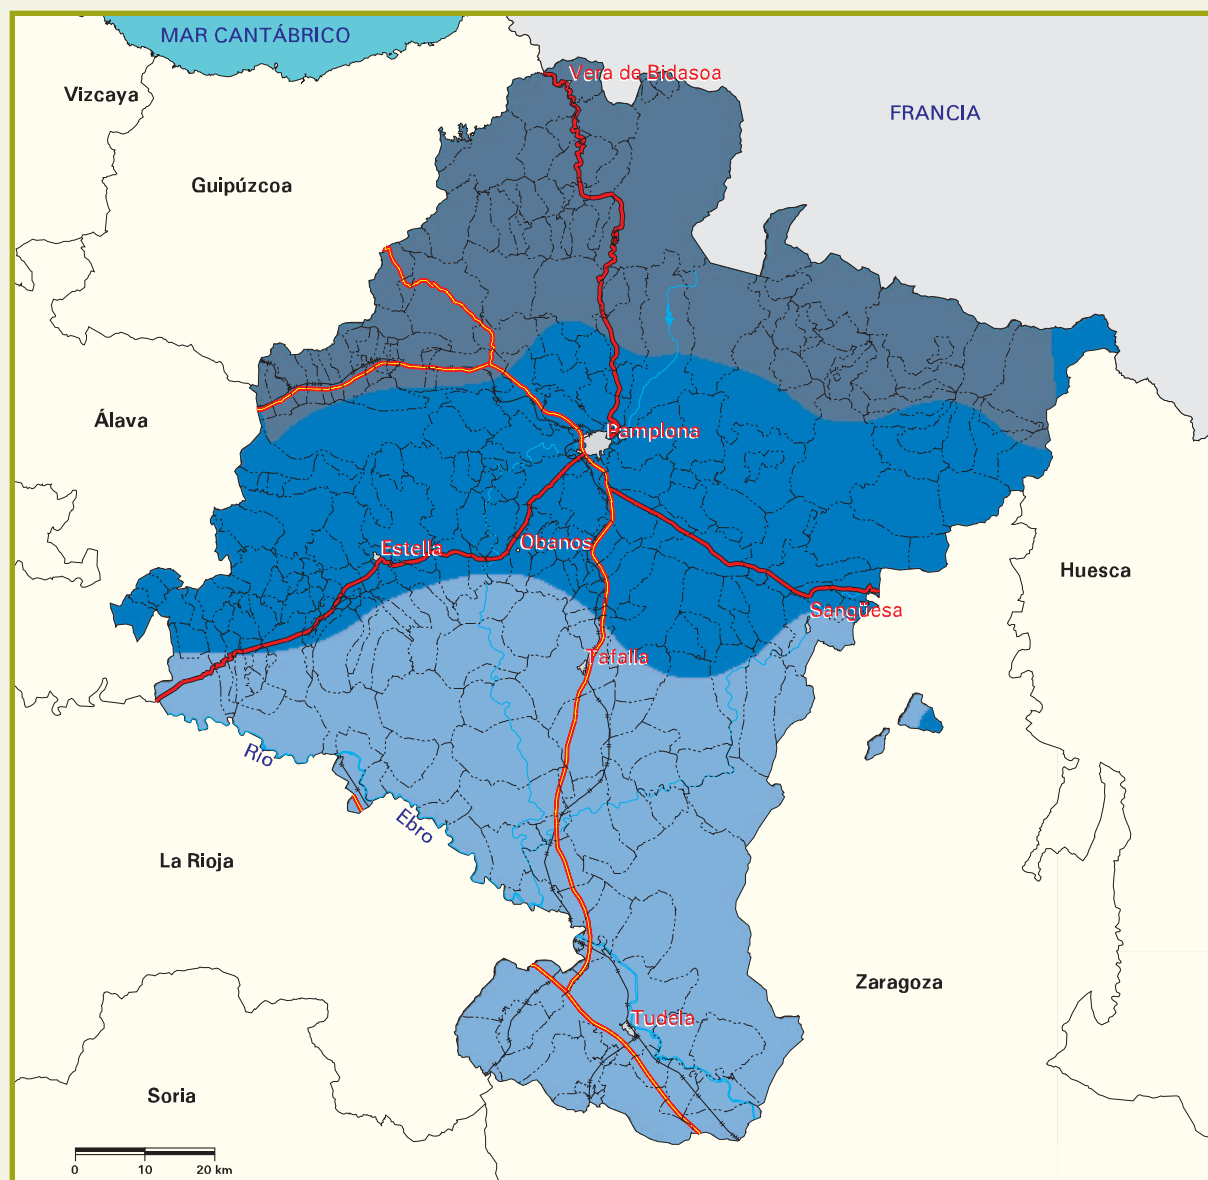 MAR CANTÁBRICO
Vera de Bidasoa
Vizcaya
FRANCIA
Guipúzcoa
Álava
Pamplona
Estella
Obanos
Huesca
Sangüesa
Tafalla
Río
Ebro
La Rioja
Zaragoza
Tudela
Soria
0 10 20 km